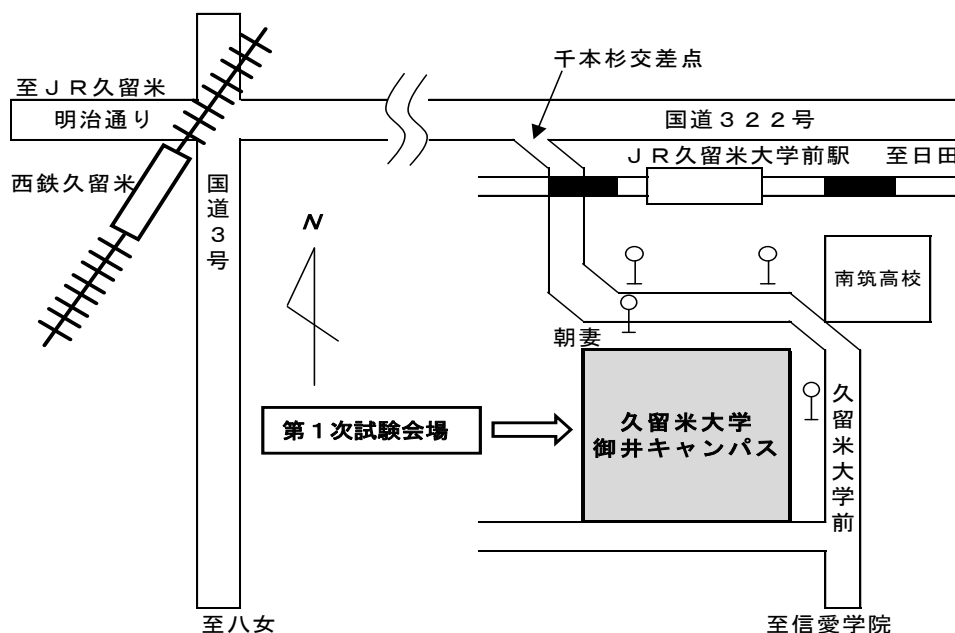 千本杉交差点
至ＪＲ久留米
明治通り
国道３２２号
ＪＲ久留米大学前駅
至日田
西鉄久留米
国道３号
N
南筑高校
朝妻
第１次試験会場
久留米大学
御井キャンパス
久留米大学前
至八女
至信愛学院